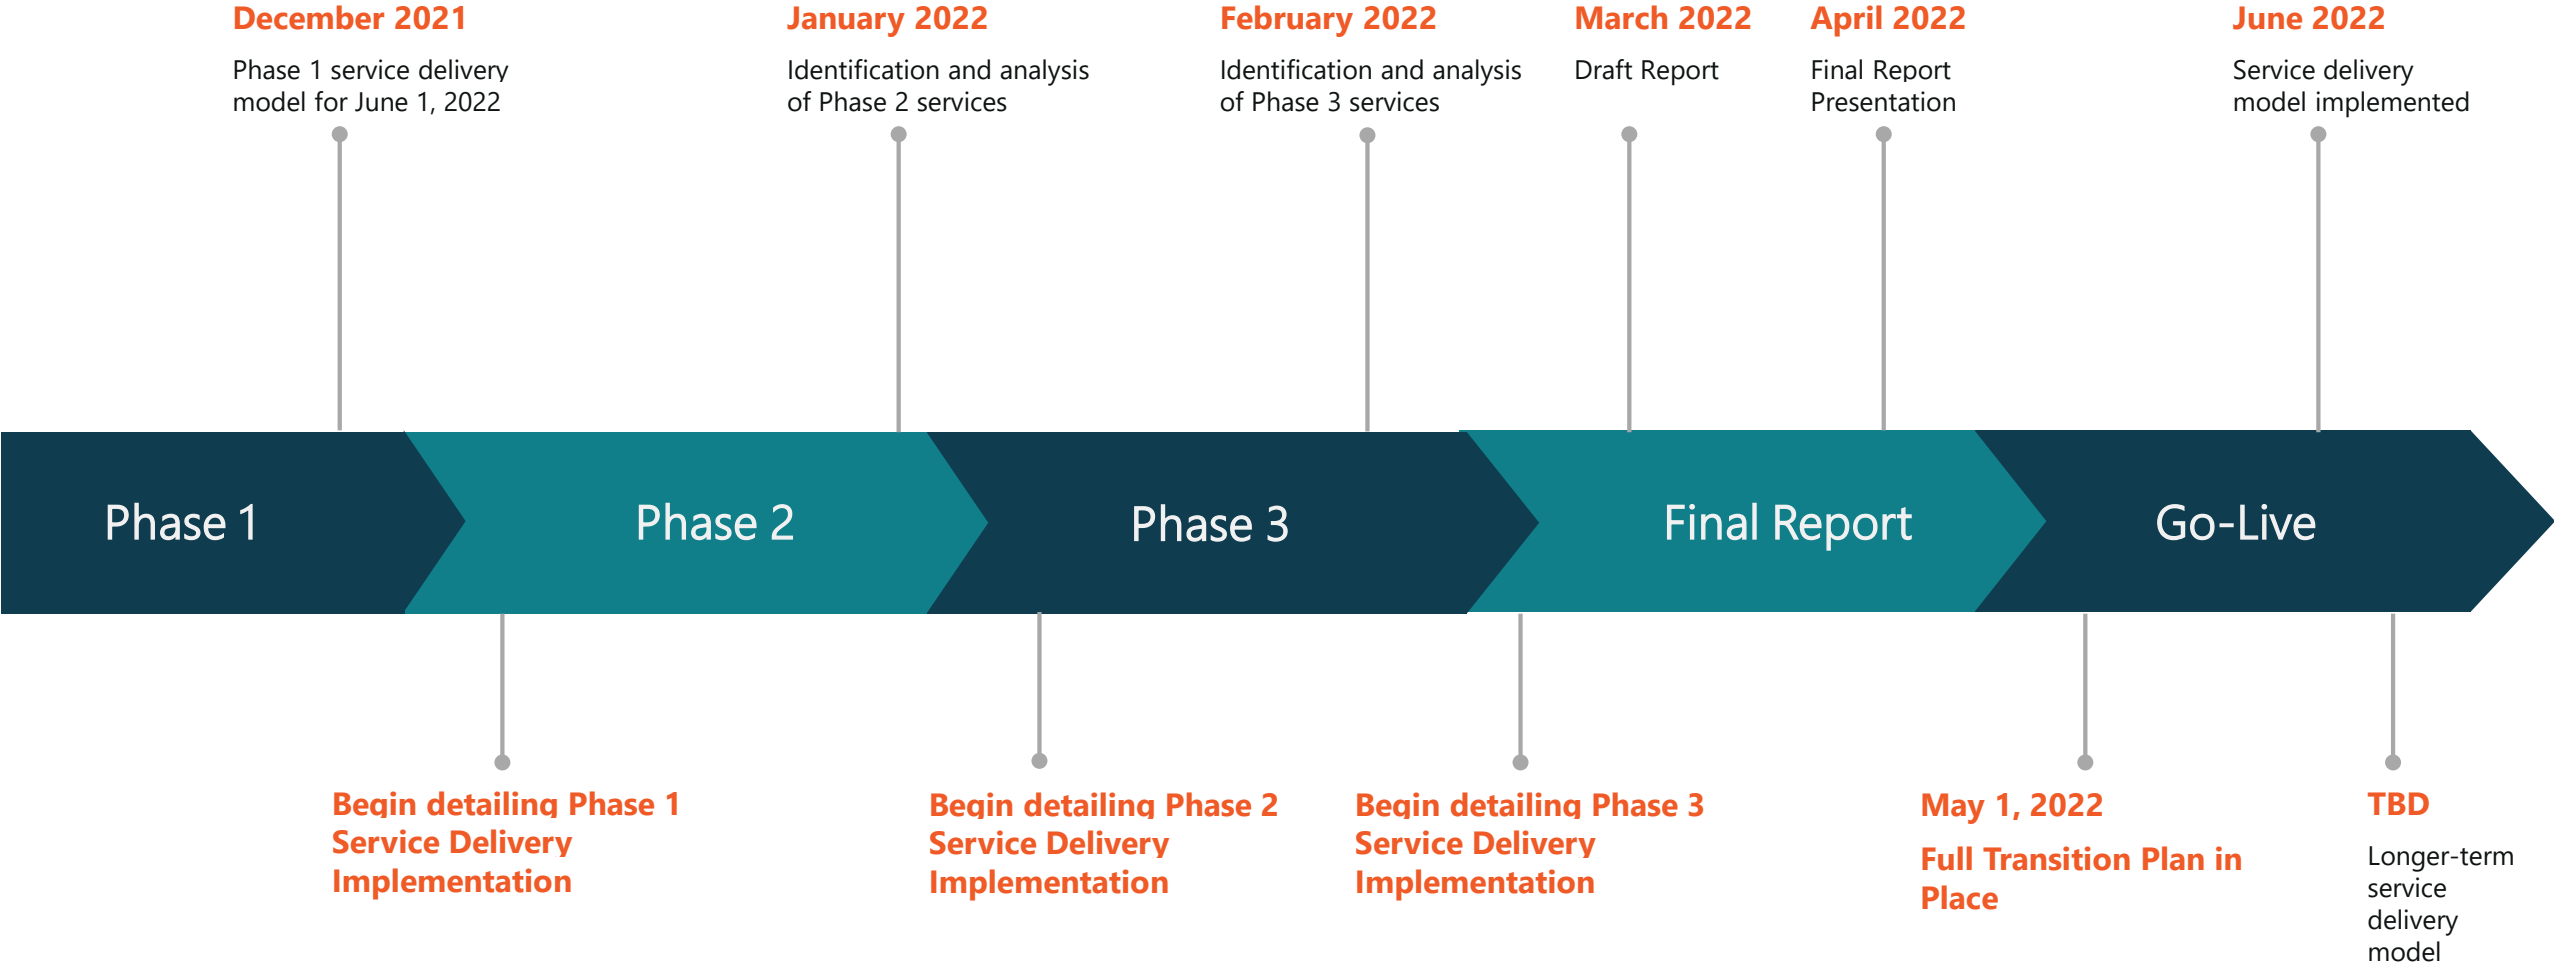 December 2021
Phase 1 service delivery
model for June 1, 2022
January 2022
Identification and analysis
of Phase 2 services
February 2022
Identification and analysis
of Phase 3 services
March 2022
Draft Report
April 2022
Final Report
Presentation
June 2022
Service delivery
model implemented
Phase 1
Phase 2
Phase 3
Final Report
Go-Live
Begin detailing Phase 1
Service Delivery
Implementation
Begin detailing Phase 2
Service Delivery
Implementation
Begin detailing Phase 3
Service Delivery
Implementation
May 1, 2022
Full Transition Plan in
Place
TBD
Longer-term
service
delivery
model